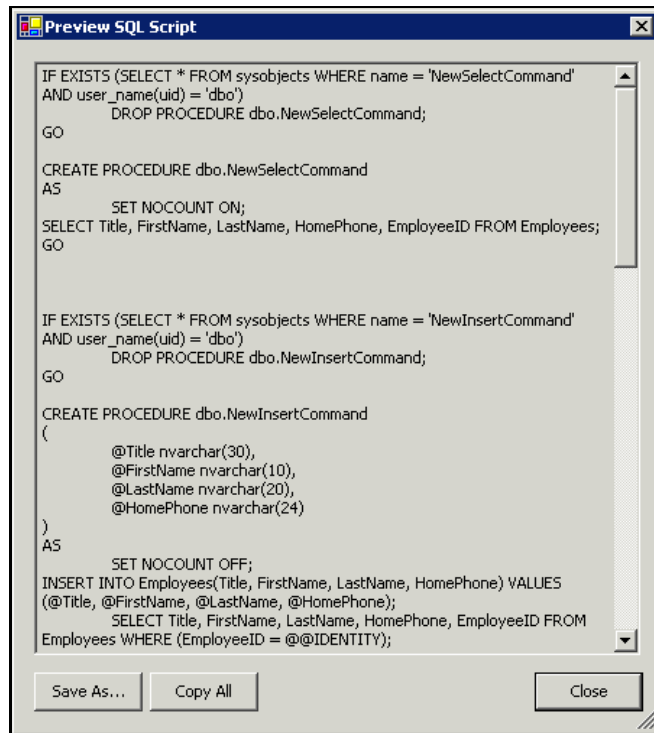 Preview SQL Script
IF EXISTS (SELECT * FROM sysobjects WHERE name = 'NewSelectCommand'
AND user_name(uid) = 'dbo')
DROP PROCEDURE dbo.NewSelectCommand;
GO
CREATE PROCEDURE dbo.NewSelectCommand
AS
SET NOCOUNT ON;
SELECT Title, FirstName, LastName, HomePhone, EmployeeID FROM Employees;
GO
IF EXISTS (SELECT * FROM sysobjects WHERE name = 'NewInsertCommand'
AND user_name(uid) = 'dbo')
DROP PROCEDURE dbo.NewInsertCommand;
GO
CREATE PROCEDURE dbo.NewInsertCommand
(
@Title nvarchar(30),
@FirstName nvarchar(10),
@LastName nvarchar(20),
@HomePhone nvarchar(24)
)
AS
SET NOCOUNT OFF;
INSERT INTO Employees(Title, FirstName, LastName, HomePhone) VALUES
(@Title, @FirstName, @LastName, @HomePhone);
SELECT Title, FirstName, LastName, HomePhone, EmployeeID FROM
Employees WHERE (EmployeeID = @@IDENTITY);
Save As... Copy All Close